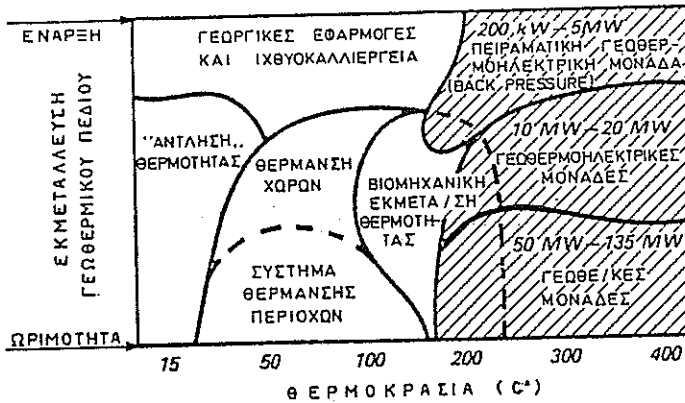 ΕΝΑΡΞΗ
ΕΚΜΕΤΑΛΛΕΥΣΗ
ΓΕΩΘΕΡΜΙΚΟΥ ΠΕΔΙΟΥ
ΩΡΙΜΟΤΗΤΑ
ΓΕΩΡΓΙΚΕΣ ΕΦΑΡΜΟΓΕΣ
ΚΑΙ ΙΧΘΥΟΚΑΛΛΙΕΡΓΕΙΑ
200 kW-5MW
ΠΕΙΡΑΜΑΤΙΚΗ ΓΕΩΘΕΡ-
ΜΟΗΛΕΚΤΡΙΚΗ ΜΟΝΑΔΑ
(BACK PRESSURE)
"ΑΝΤΛΗΣΗ"
ΘΕΡΜΟΤΗΤΑΣ
ΘΕΡΜΑΝΣΗ
ΧΩΡΩΝ
ΒΙΟΜΗΧΑΝΙΚΗ
ΕΚΜΕΤΑ/ΣΗ
ΘΕΡΜΟΤΗ-
ΤΑΣ
10 MW-20 MW
ΓΕΩΘΕΡΜΟΗΛΕΚΤΡΙΚΕΣ
ΜΟΝΑΔΕΣ
ΣΥΣΤΗΜΑ
ΘΕΡΜΑΝΣΗΣ
ΠΕΡΙΟΧΩΝ
50 MW-135 MW
ΓΕΩΘΕ/ΚΕΣ
ΜΟΝΑΔΕΣ
15 50 100 200 300 400
ΘΕΡΜΟΚΡΑΣΙΑ (C°)